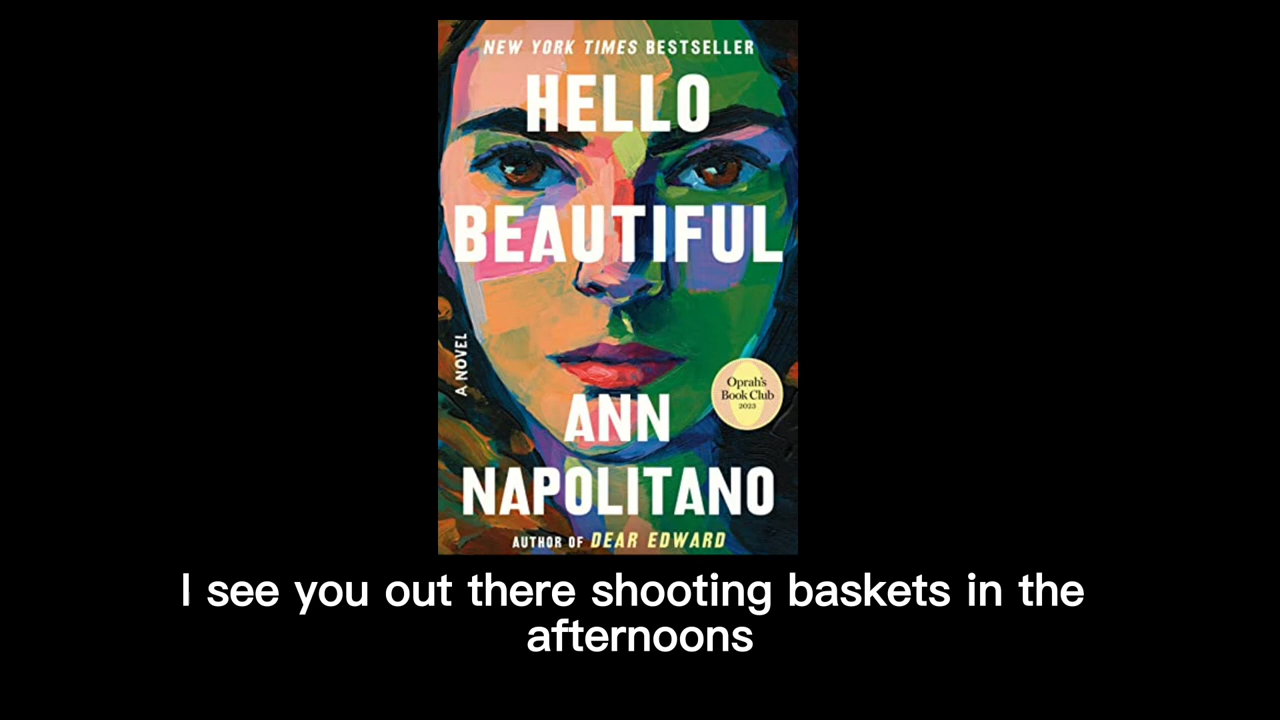 NEW YORK TIMES BESTSELLER
HELLO
BEAUTIFUL
A NOVEL
Oprah's
Book Club
2023
ANN
NAPOLITANO
AUTHOR OF DEAR EDWARD
I see you out there shooting baskets in the
afternoons